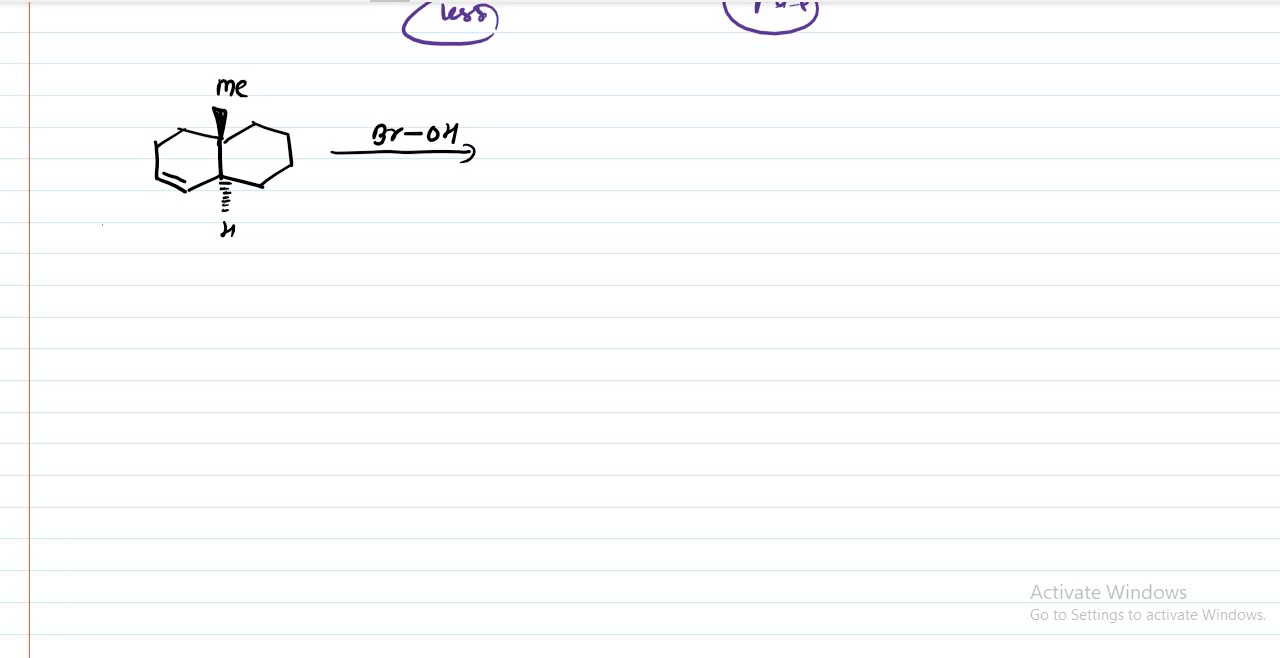 less
me
Br-OH
H
Activate Windows
Go to Settings to activate Windows.